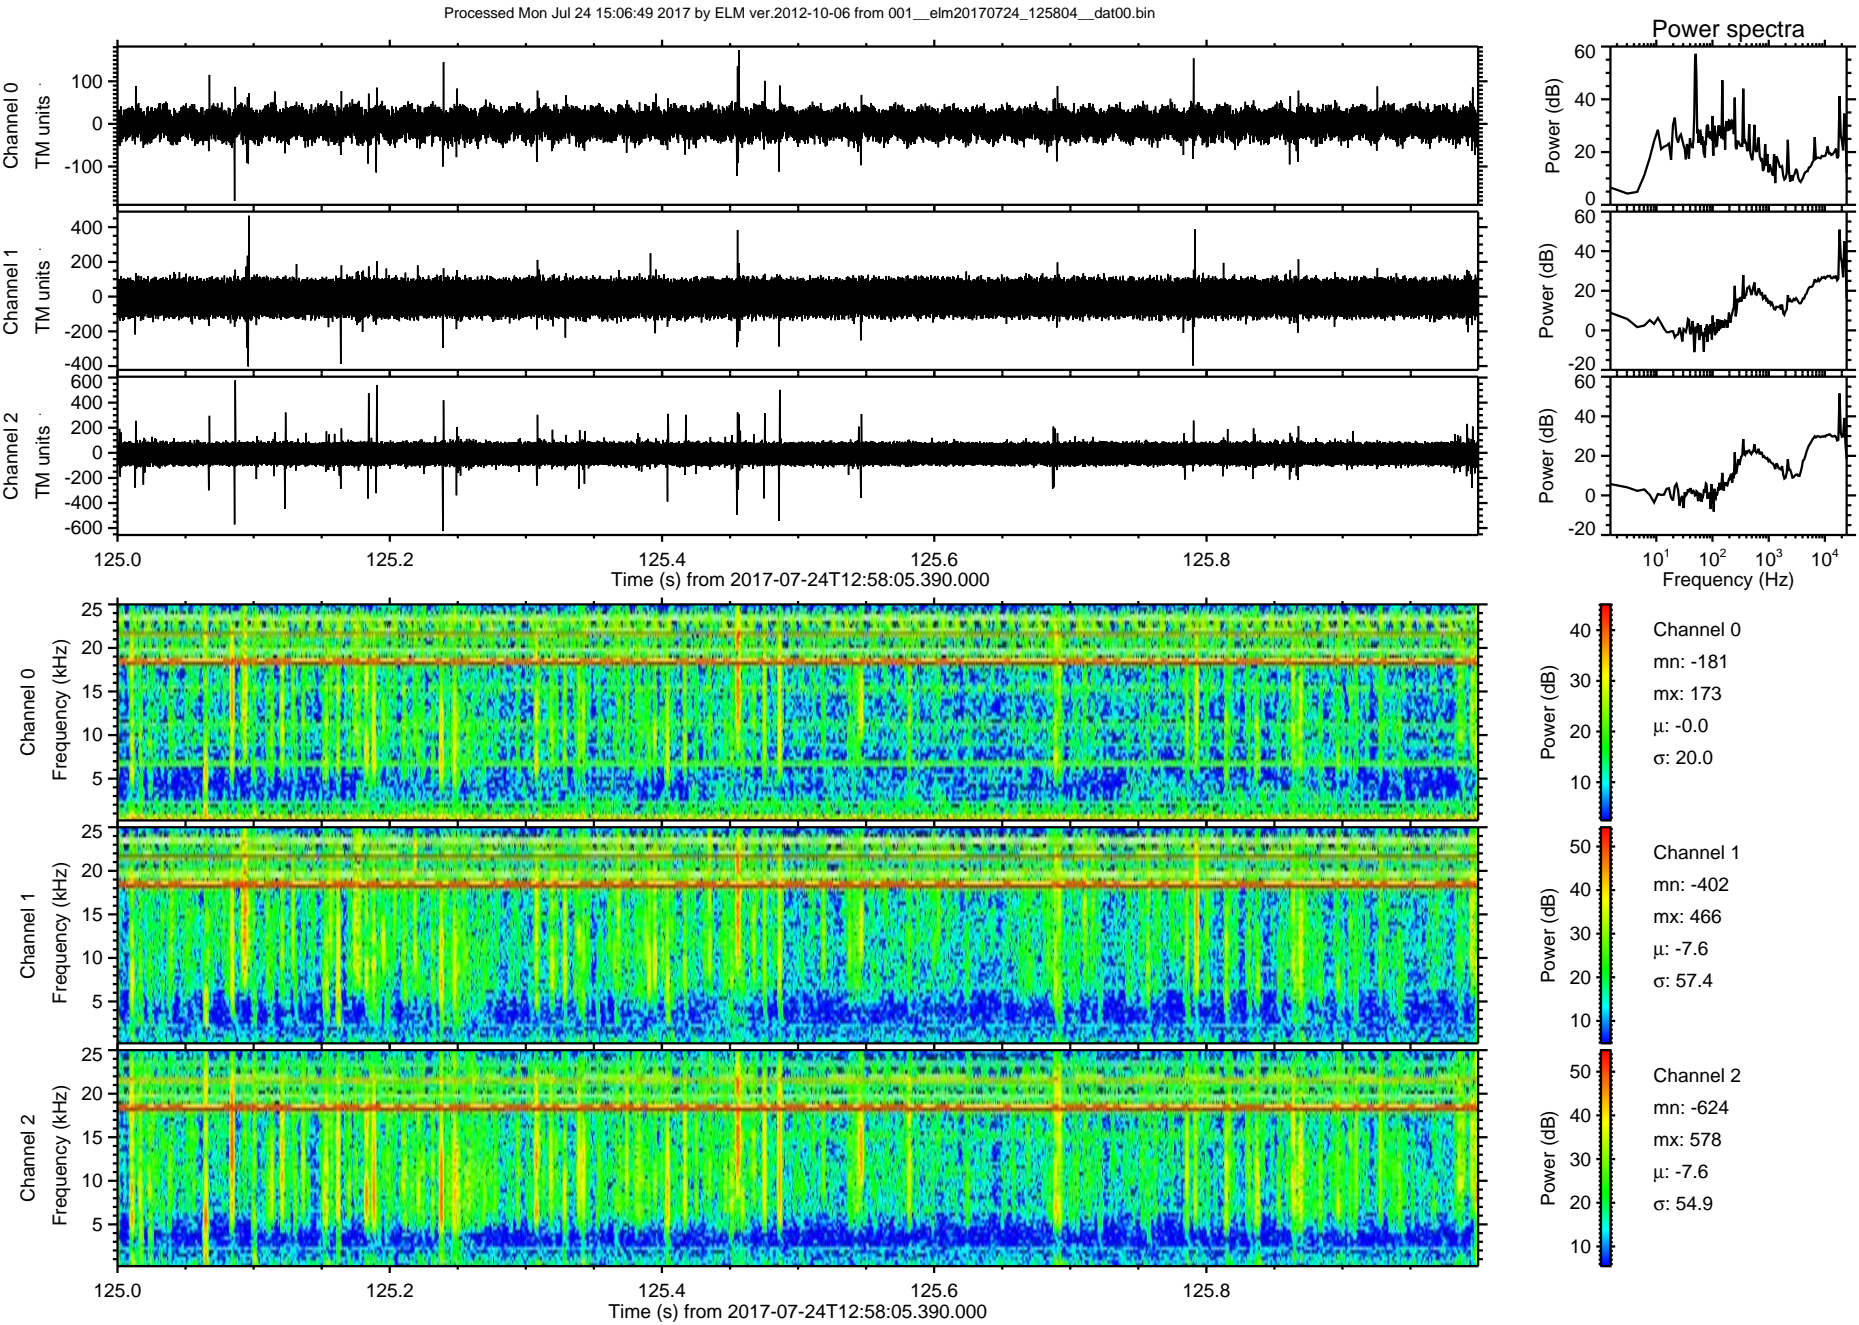 Processed Mon Jul 24 15:06:49 2017 by ELM ver.2012-10-06 from 001__elm20170724_125804__dat00.bin
Power spectra
Channel 0
TM units
100
0
-100
Power (dB)
60
40
20
0
Channel 1
TM units
400
200
0
-200
-400
Power (dB)
60
40
20
0
-20
Channel 2
TM units
600
400
200
0
-200
-400
-600
Power (dB)
60
40
20
0
-20
125.0 125.2 125.4 125.6 125.8
Time (s) from 2017-07-24T12:58:05.390.000
10¹ 10² 10³ 10⁴
Frequency (Hz)
Channel 0
Frequency (kHz)
25
20
15
10
5
Power (dB)
40
30
20
10
Channel 0
mn: -181
mx: 173
μ: -0.0
σ: 20.0
Channel 1
Frequency (kHz)
25
20
15
10
5
Power (dB)
50
40
30
20
10
Channel 1
mn: -402
mx: 466
μ: -7.6
σ: 57.4
Channel 2
Frequency (kHz)
25
20
15
10
5
Power (dB)
50
40
30
20
10
Channel 2
mn: -624
mx: 578
μ: -7.6
σ: 54.9
125.0 125.2 125.4 125.6 125.8
Time (s) from 2017-07-24T12:58:05.390.000